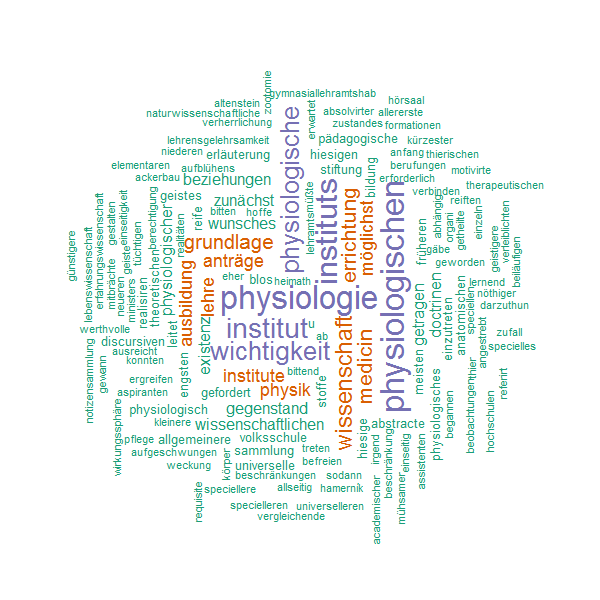 zootomie
gymnasiallehramtshab
altenstein
hörsaal
naturwissenschaftliche
physiologische
erwartet
absolvirter
allererste
verherrlichung
zustandes
formationen
lehrensgelehrsamkeit
pädagogische
kürzester
niederen
erläuterung
hiesigen
bildung
anfang
thierischen
elementaren
aufblühens
stiftung
berufungen
motivirte
ackerbau
beziehungen
erforderlich
therapeutischen
geistes
zunächst
lehramtsmüßte
instituts
errichtung
möglichst
physiologischen
verbinden
reiften
lebenswissenschaft
erfahrungswissenschaft
gestalten
einseitigkeit
berechtigung
physiologischer
realitäten
reife
bitten
hoffe
wunsches
früheren
abhängig
organi
getheilte
einzeln
verleiblichten
günstigere
mitbrächte
neueren
geiste
tüchtigen
theoretischen
grundlage
gäbe
geistigere
beiläufigen
ministers
realisiren
ausbildung
anträge
geworden
eher
blos
heimath
lehre
physiologie
doctrinen
einzutreten
anatomischen
lernend
speciellen
nöthiger
darzuthun
werthvolle
leitet
existenz
institut
u
ab
wissenschaft
medicin
getragen
angestrebt
zufall
discursiven
ausreicht
konnten
wichtigkeit
meisten
specielles
notizensammlung
gewann
engsten
institute
bittend
physiologisches
begannen
beobachtungen
thier
referirt
ergreifen
aspiranten
gefordert
physik
stoffe
hochschulen
wirkungssphäre
physiologisch
gegenstand
kleinere
wissenschaftlichen
hiesige
abstracte
pflege
allgemeinere
volksschule
irgend
beschränkung
einseitig
assistenten
aufgeschwungen
körper
sammlung
treten
weckung
universelle
befreien
beschränkungen
sodann
requisite
speciellere
allseitig
hamernik
academischer
mühsamer
specielleren
universelleren
vergleichende